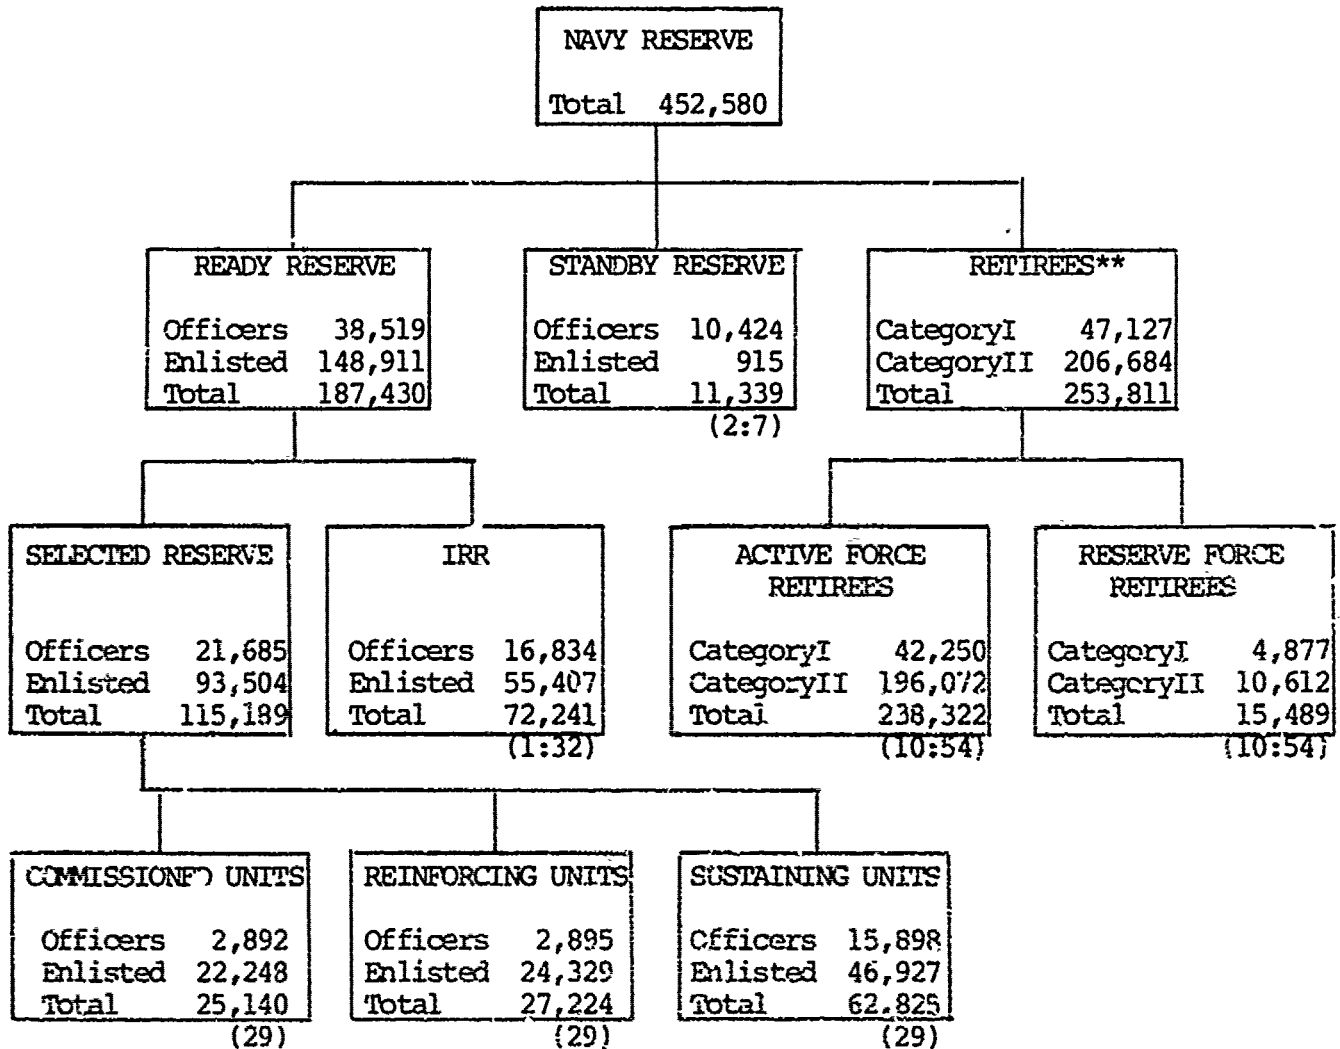 NAVY RESERVE
Total 452,580
READY RESERVE
Officers 38,519
Enlisted 148,911
Total 187,430
STANDBY RESERVE
Officers 10,424
Enlisted 915
Total 11,339
(2:7)
RETIREES**
CategoryI 47,127
CategoryII 206,684
Total 253,811
SELECTED RESERVE
Officers 21,685
Enlisted 93,504
Total 115,189
IRR
Officers 16,834
Enlisted 55,407
Total 72,241
(1:32)
ACTIVE FORCE
RETIREES
CategoryI 42,250
CategoryII 196,072
Total 238,322
(10:54)
RESERVE FORCE
RETIREES
CategoryI 4,877
CategoryII 10,612
Total 15,489
(10:54)
COMMISSIONED UNITS
Officers 2,892
Enlisted 22,248
Total 25,140
(29)
REINFORCING UNITS
Officers 2,895
Enlisted 24,329
Total 27,224
(29)
SUSTAINING UNITS
Officers 15,898
Enlisted 46,927
Total 62,825
(29)